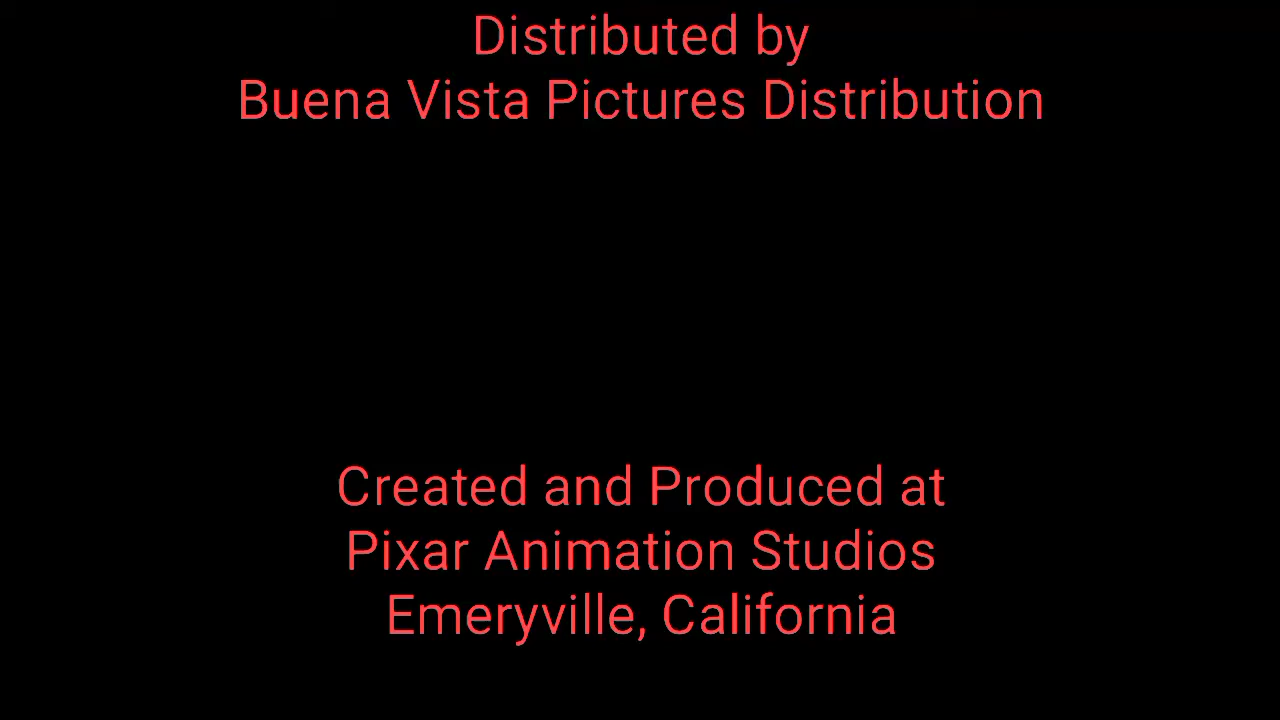 Distributed by
Buena Vista Pictures Distribution
Created and Produced at
Pixar Animation Studios
Emeryville, California